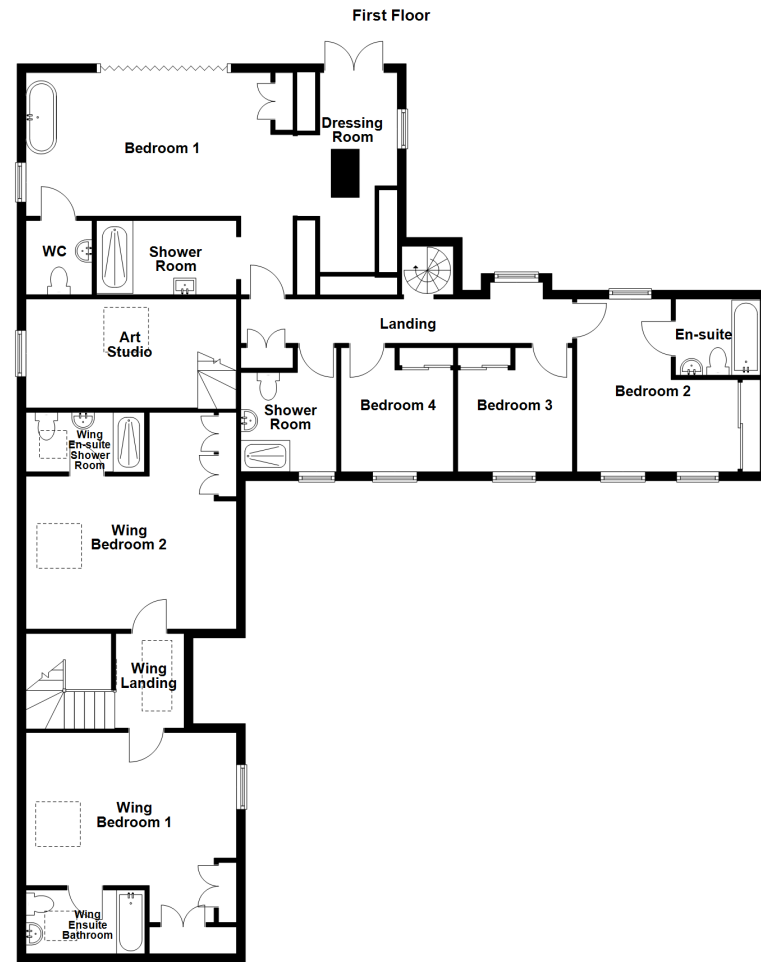 First Floor
Dressing
Room
Bedroom 1
WC
Shower
Room
Art
Studio
Landing
En-suite
Bedroom 2
Shower
Room
Bedroom 4
Bedroom 3
Wing
En-suite
Shower
Room
Wing
Bedroom 2
Wing
Landing
Wing
Bedroom 1
Wing
Ensuite
Bathroom